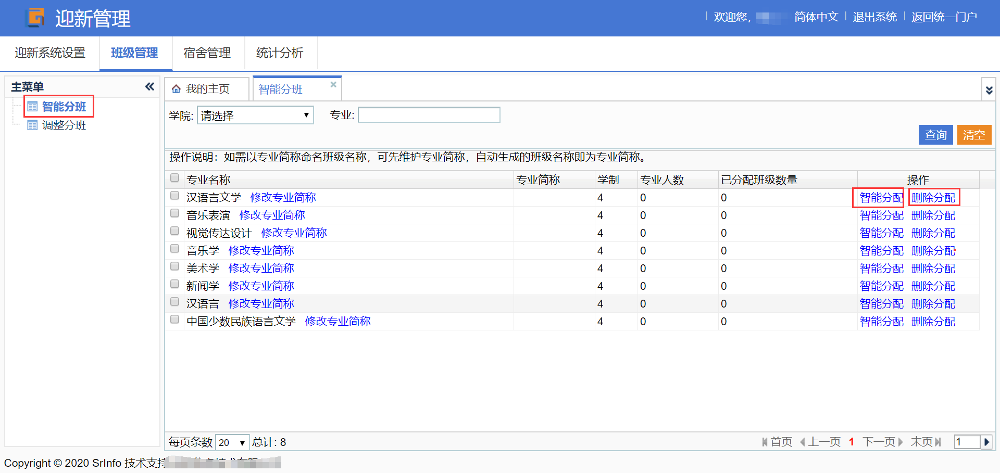 迎新管理
欢迎您, 简体中文 退出系统 返回统一门户
迎新系统设置 班级管理 宿舍管理 统计分析
主菜单
智能分班
调整分班
我的主页 智能分班
学院: 请选择 专业:
查询 清空
操作说明：如需以专业简称命名班级名称，可先维护专业简称，自动生成的班级名称即为专业简称。
专业名称 专业简称 学制 专业人数 已分配班级数量 操作
汉语言文学 修改专业简称 4 0 0 智能分配 删除分配
音乐表演 修改专业简称 4 0 0 智能分配 删除分配
视觉传达设计 修改专业简称 4 0 0 智能分配 删除分配
音乐学 修改专业简称 4 0 0 智能分配 删除分配
美术学 修改专业简称 4 0 0 智能分配 删除分配
新闻学 修改专业简称 4 0 0 智能分配 删除分配
汉语言 修改专业简称 4 0 0 智能分配 删除分配
中国少数民族语言文学 修改专业简称 4 0 0 智能分配 删除分配
每页条数 20 总计: 8 首页 上一页 1 下一页 末页 1
Copyright © 2020 SrInfo 技术支持